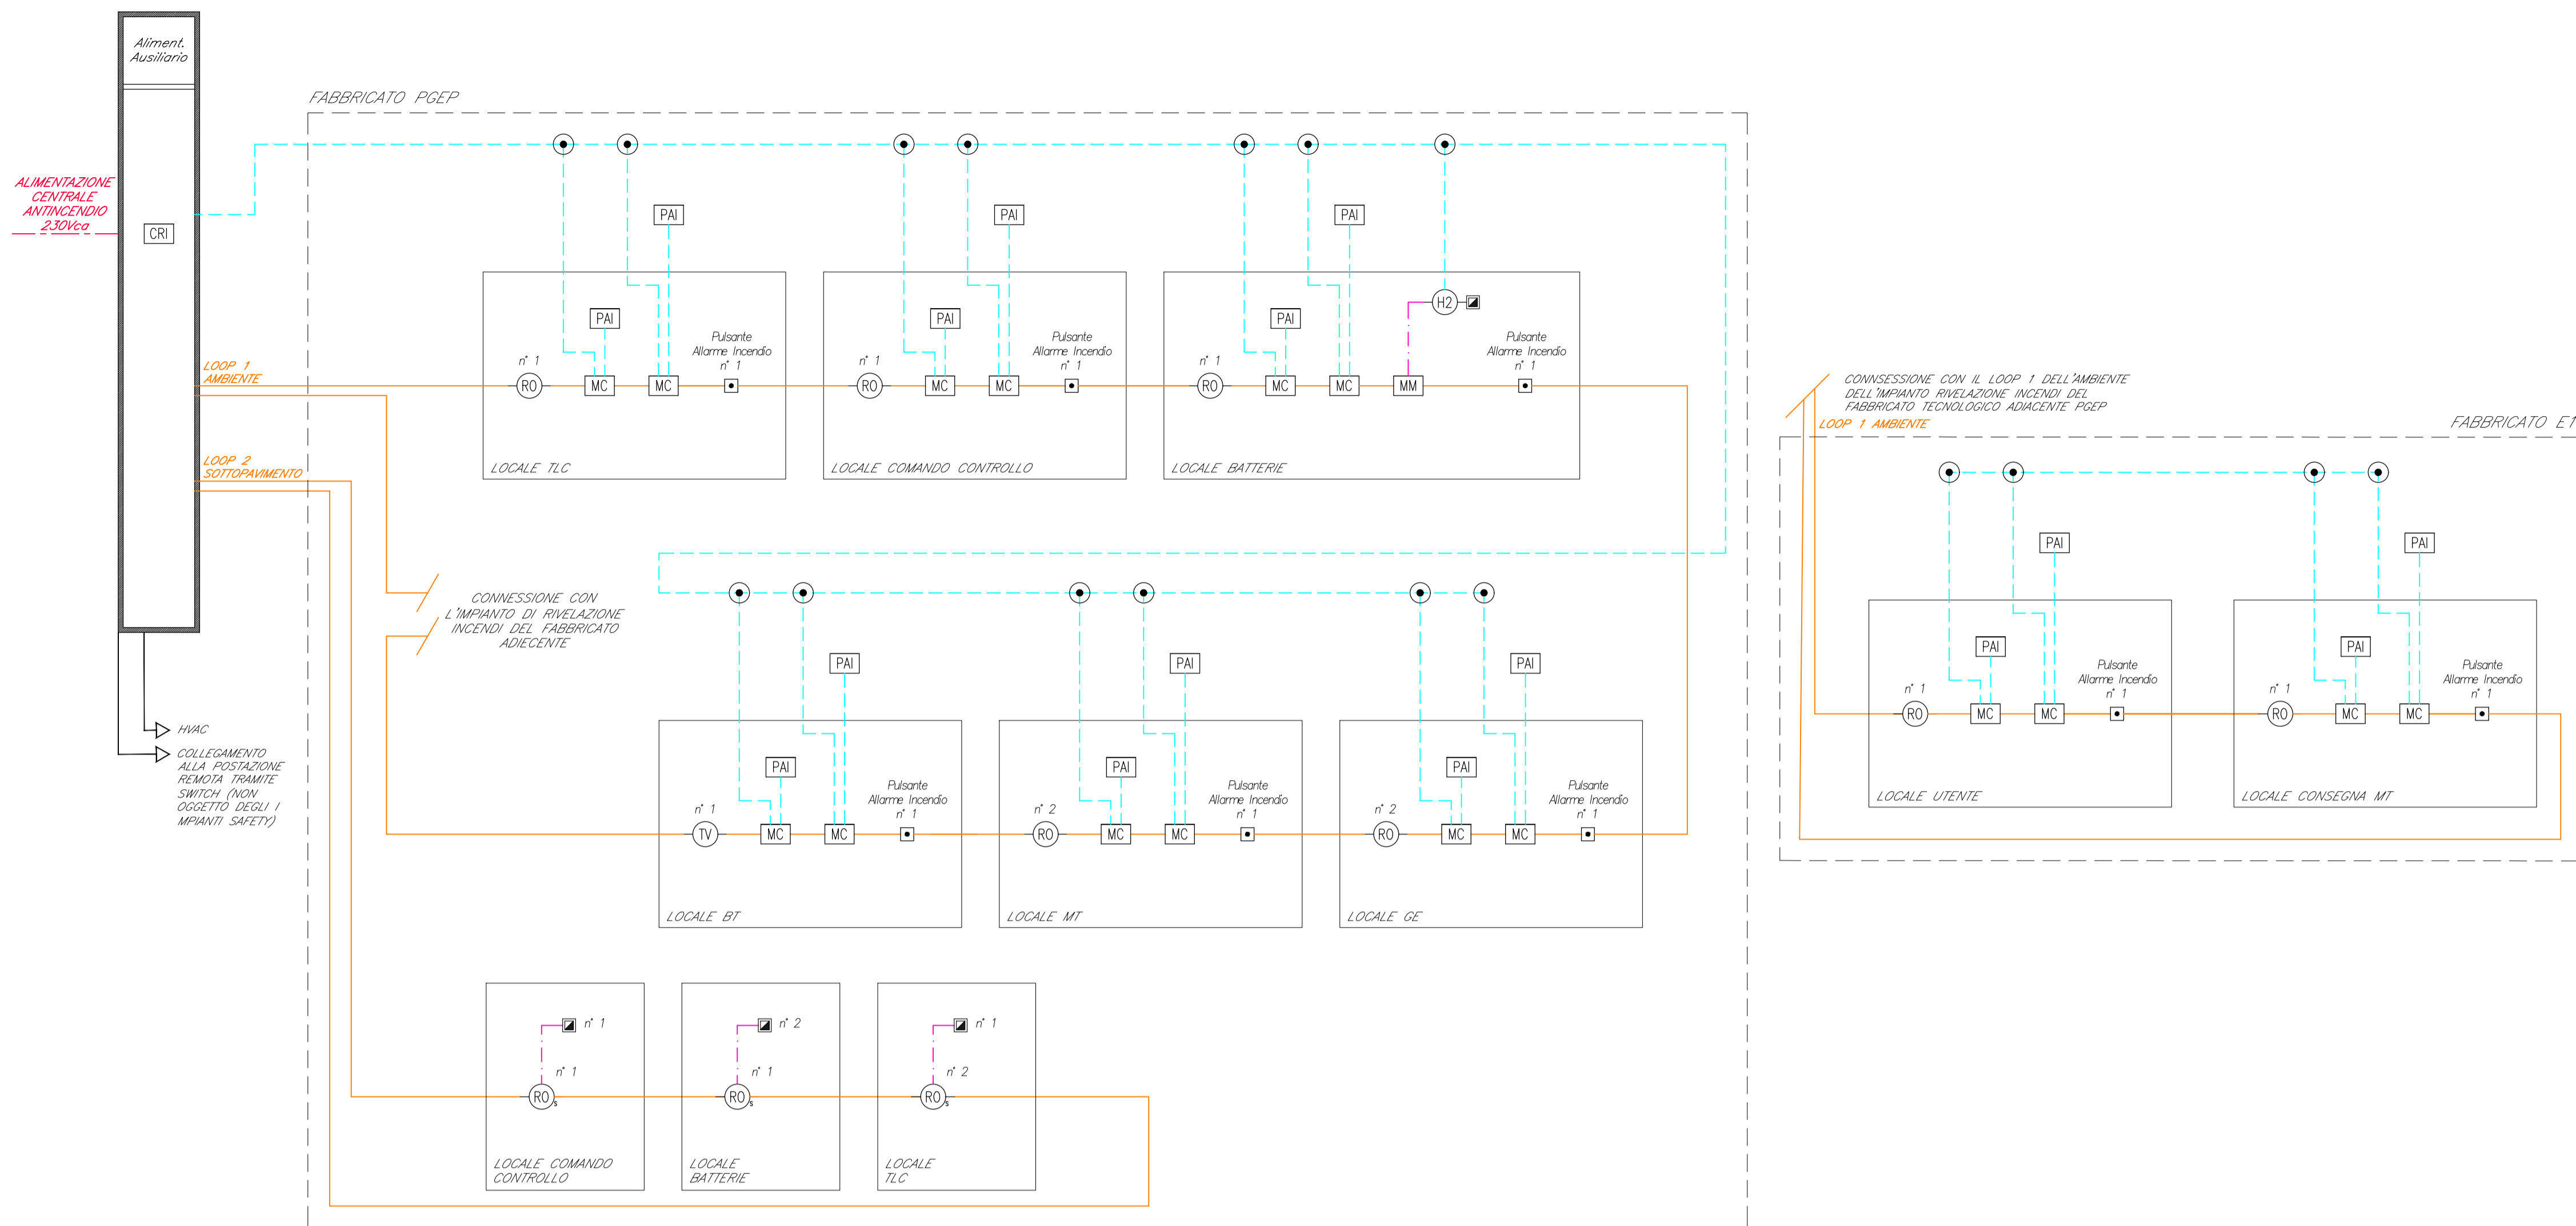 Aliment.
Ausiliario
FABBRICATO PGEP
ALIMENTAZIONE
CENTRALE
ANTINCENDIO
230Vca
CRI
PAI
PAI
PAI
H2
PAI
PAI
PAI
Pulsante
Allarme Incendio
n° 1
Pulsante
Allarme Incendio
n° 1
Pulsante
Allarme Incendio
n° 1
n° 1
n° 1
n° 1
LOOP 1
AMBIENTE
RO
MC
MC
RO
MC
MC
RO
MC
MC
MM
LOCALE TLC
LOCALE COMANDO CONTROLLO
LOCALE BATTERIE
LOOP 2
SOTTOPAVIMENTO
CONNSESSIONE CON IL LOOP 1 DELL'AMBIENTE
DELL'IMPIANTO RIVELAZIONE INCENDI DEL
FABBRICATO TECNOLOGICO ADIACENTE PGEP
LOOP 1 AMBIENTE
FABBRICATO E1
PAI
PAI
PAI
PAI
Pulsante
Allarme Incendio
n° 1
Pulsante
Allarme Incendio
n° 1
n° 1
n° 1
RO
MC
MC
RO
MC
MC
LOCALE UTENTE
LOCALE CONSEGNA MT
CONNESSIONE CON
L'IMPIANTO DI RIVELAZIONE
INCENDI DEL FABBRICATO
ADIECENTE
PAI
PAI
PAI
PAI
PAI
PAI
Pulsante
Allarme Incendio
n° 1
Pulsante
Allarme Incendio
n° 1
Pulsante
Allarme Incendio
n° 1
n° 1
n° 2
n° 2
TV
MC
MC
RO
MC
MC
RO
MC
MC
LOCALE BT
LOCALE MT
LOCALE GE
HVAC
COLLEGAMENTO
ALLA POSTAZIONE
REMOTA TRAMITE
SWITCH (NON
OGGETTO DEGLI I
MPIANTI SAFETY)
n° 1
n° 2
n° 1
n° 1
n° 1
n° 2
RO s
RO s
RO s
LOCALE COMANDO
CONTROLLO
LOCALE
BATTERIE
LOCALE
TLC